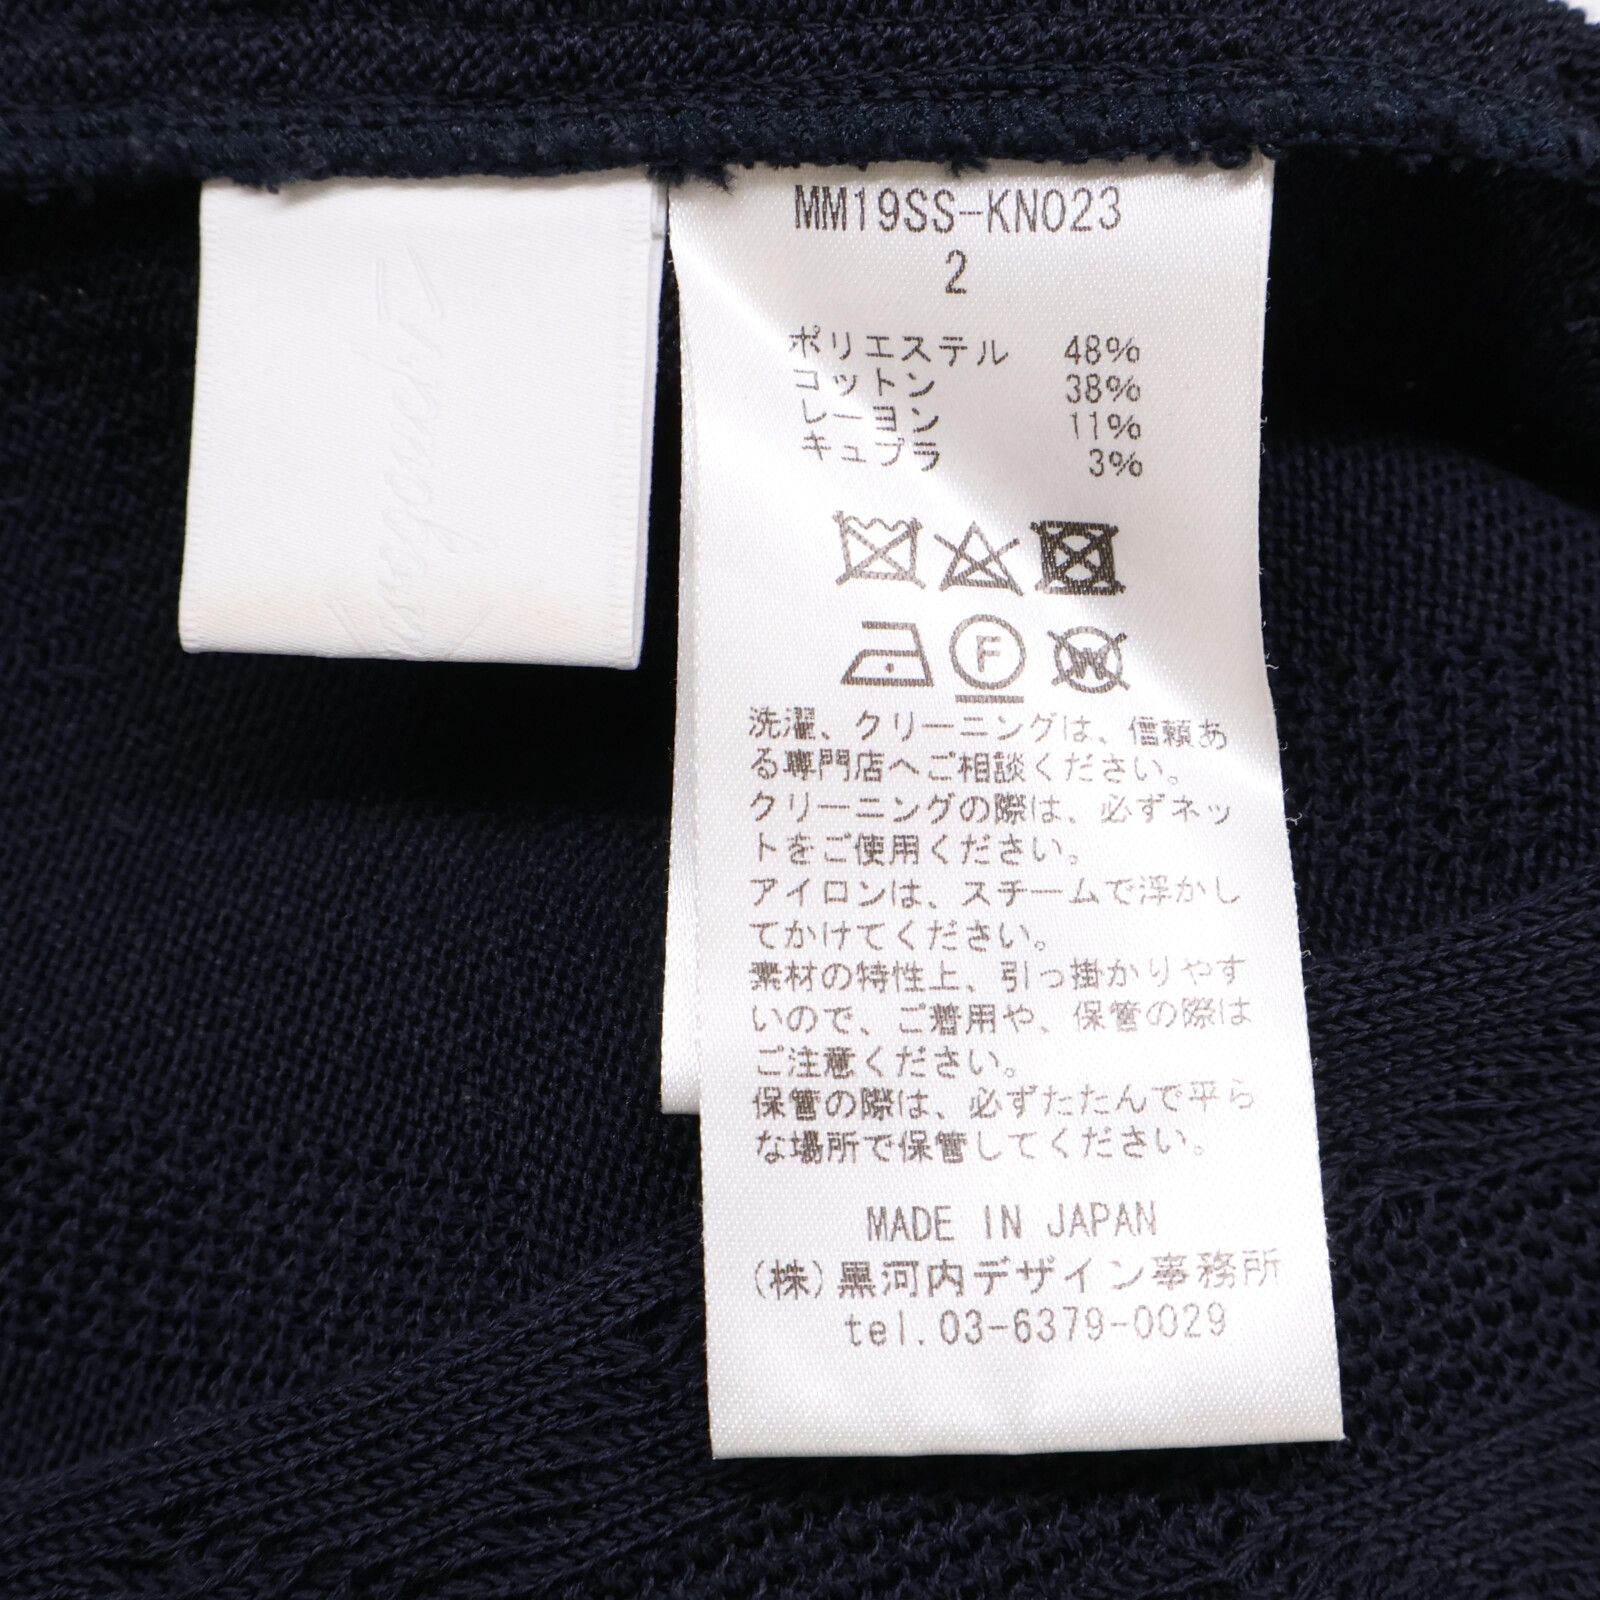 MM19SS-KN023
2
ポリエステル 48%
コットン 38%
レーヨン 11%
キュプラ 3%
F
W
洗濯、クリーニングは、信頼あ
る専門店へご相談ください。
クリーニングの際は、必ずネッ
トをご使用ください。
アイロンは、スチームで浮かし
てかけてください。
素材の特性上、引っ掛かりやす
いので、ご着用や、保管の際は
ご注意ください。
保管の際は、必ずたたんで平ら
な場所で保管してください。
MADE IN JAPAN
(株)黒河内デザイン事務所
tel.03-6379-0029